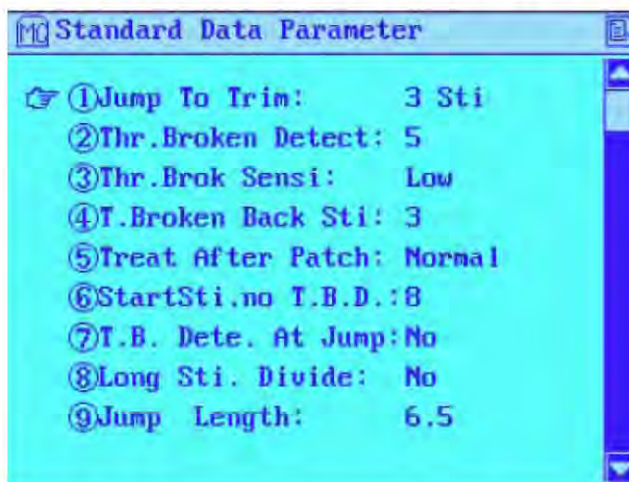 MC Standard Data Parameter
①Jump To Trim: 3 Sti
②Thr.Broken Detect: 5
③Thr.Brok Sensi: Low
④T.Broken Back Sti: 3
⑤Treat After Patch: Normal
⑥StartSti.no T.B.D.:8
⑦T.B. Dete. At Jump:No
⑧Long Sti. Divide: No
⑨Jump Length: 6.5